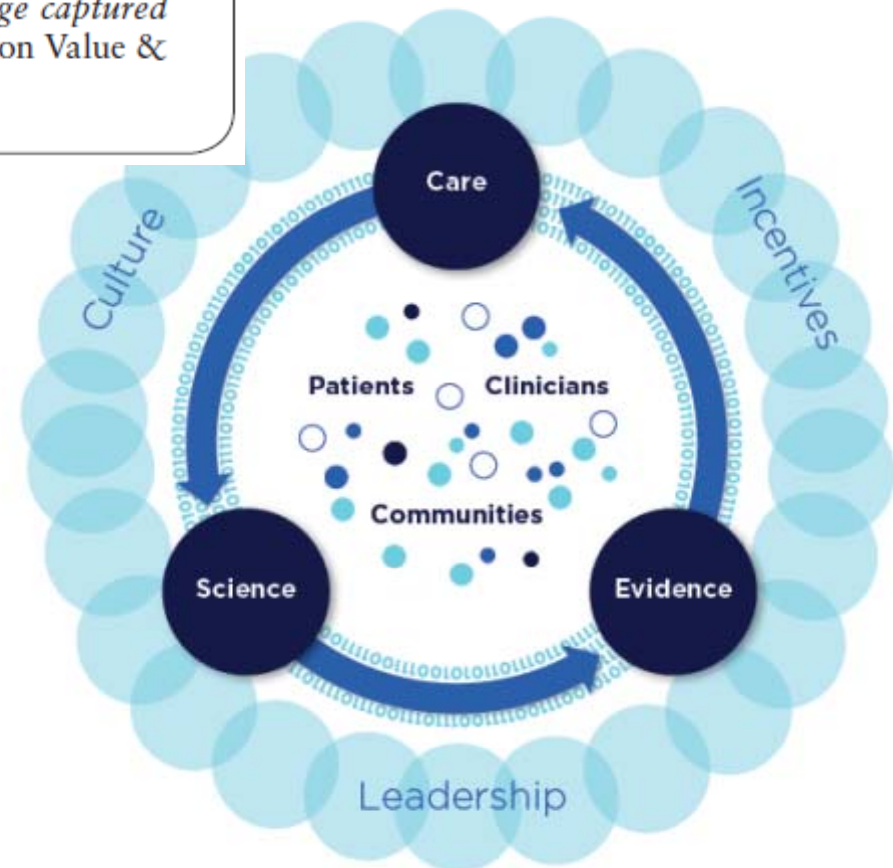 ge captured
on Value &
Care
Culture
Incentives
Patients
Clinicians
Communities
Science
Evidence
Leadership